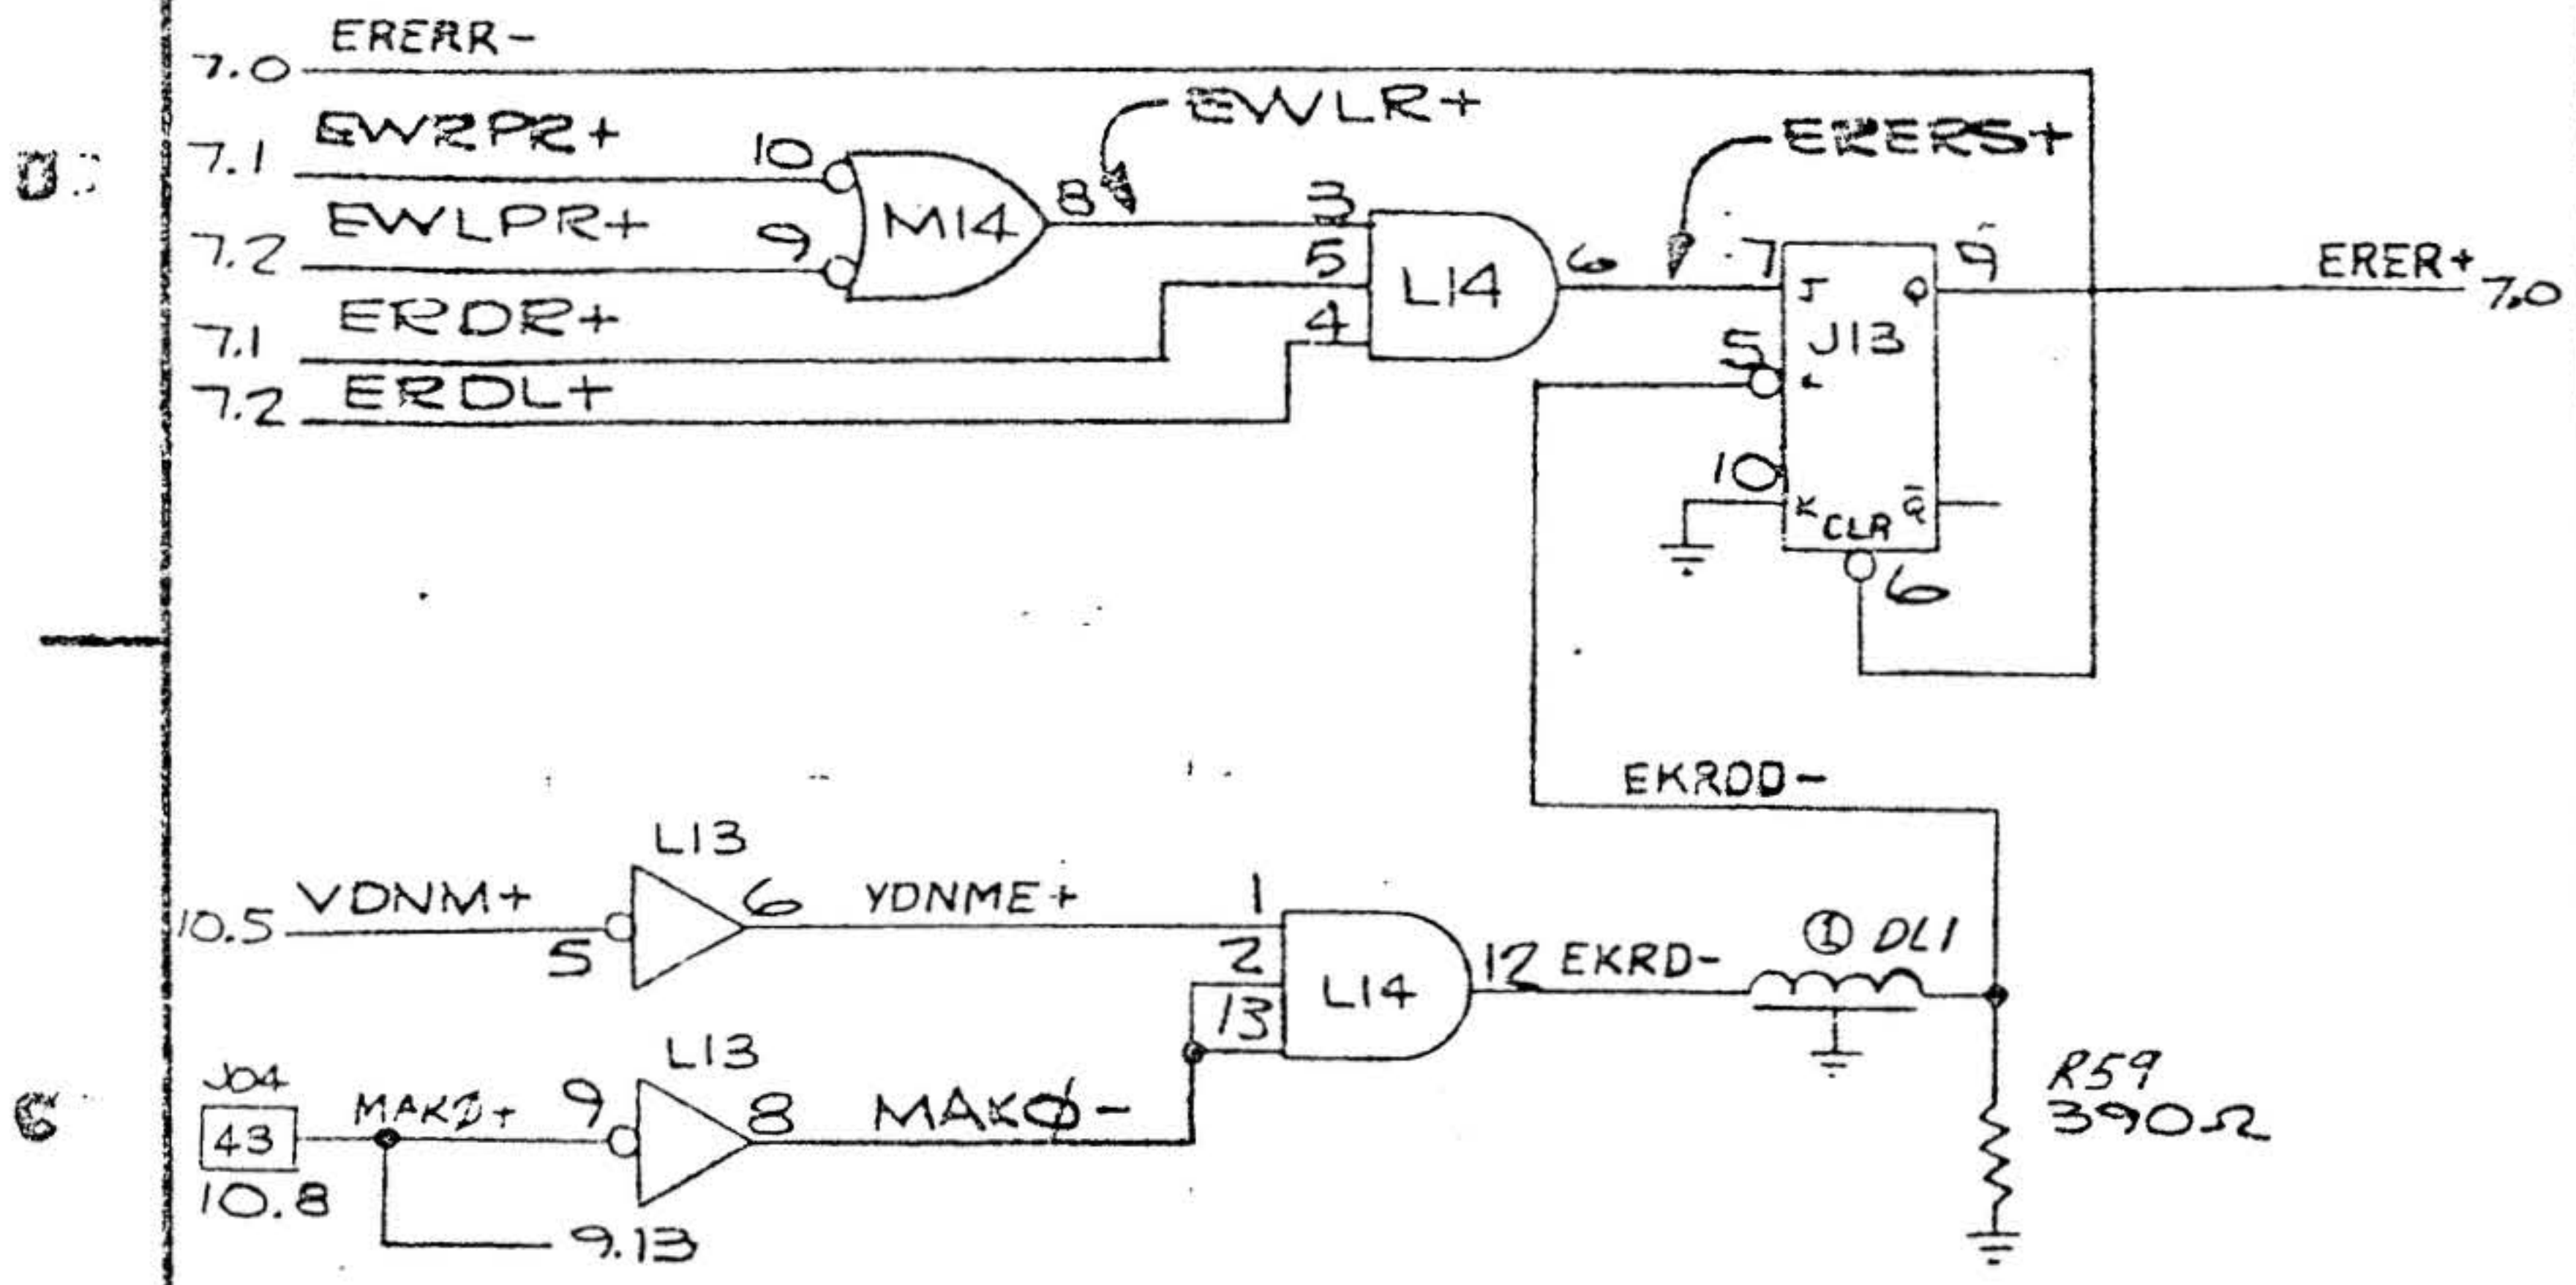 ERERR-
7.0
EWRPR+
7.1
10
EWLR+
ERERS+
EWLPR+
7.2
9
M14
8
3
5
4
L14
6
7
J
Q
9
ERER+
7.0
ERDR+
7.1
ERDL+
7.2
5
J13
10
K
CLR
Q̄
6
EKRDD-
L13
10.5
VDNM+
5
6
YDNME+
1
2
13
L14
12
EKRD-
① DL1
R59
390Ω
J04
43
10.8
MAKØ+
9
L13
8
MAKØ-
9.13
6